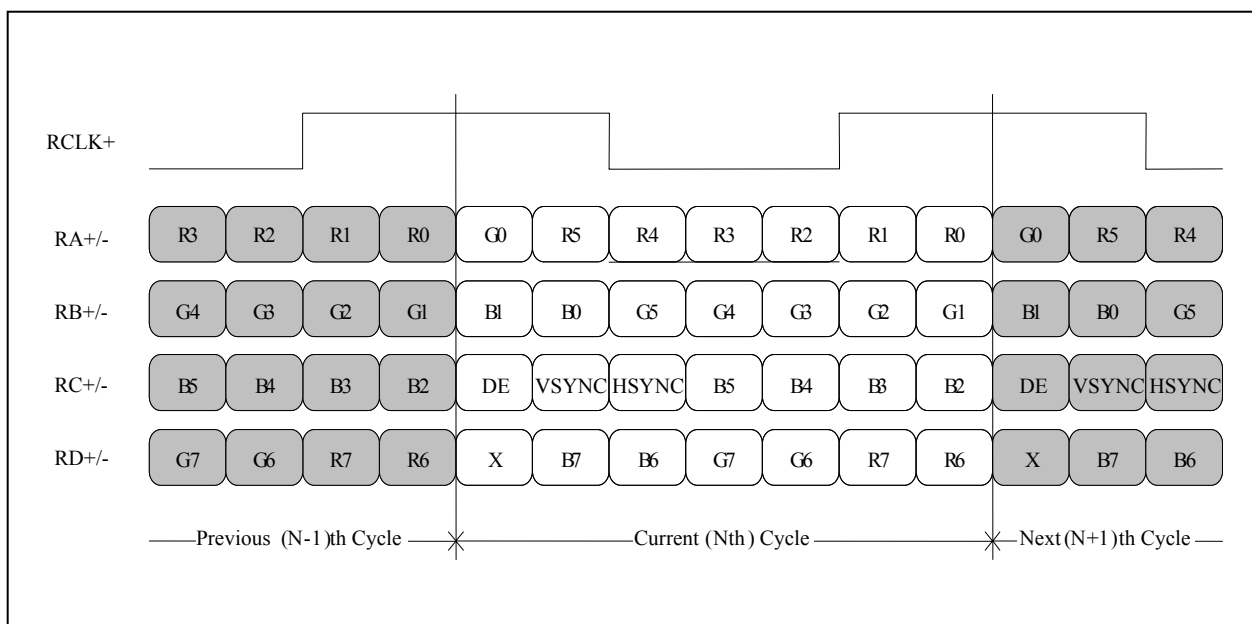 RCLK+
RA+/- R3 R2 R1 R0 G0 R5 R4 R3 R2 R1 R0 G0 R5 R4
RB+/- G4 G3 G2 G1 B1 B0 G5 G4 G3 G2 G1 B1 B0 G5
RC+/- B5 B4 B3 B2 DE VSYNC HSYNC B5 B4 B3 B2 DE VSYNC HSYNC
RD+/- G7 G6 R7 R6 X B7 B6 G7 G6 R7 R6 X B7 B6
Previous (N-1)th Cycle Current (Nth) Cycle Next (N+1)th Cycle